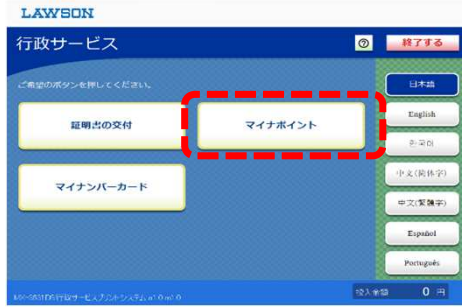 LAWSON
行政サービス
?
終了する
ご希望のボタンを押してください。
日本語
証明書の交付
マイナポイント
English
한국어
中文(简体字)
マイナンバーカード
中文(繁體字)
Español
Português
投入金額 0 円